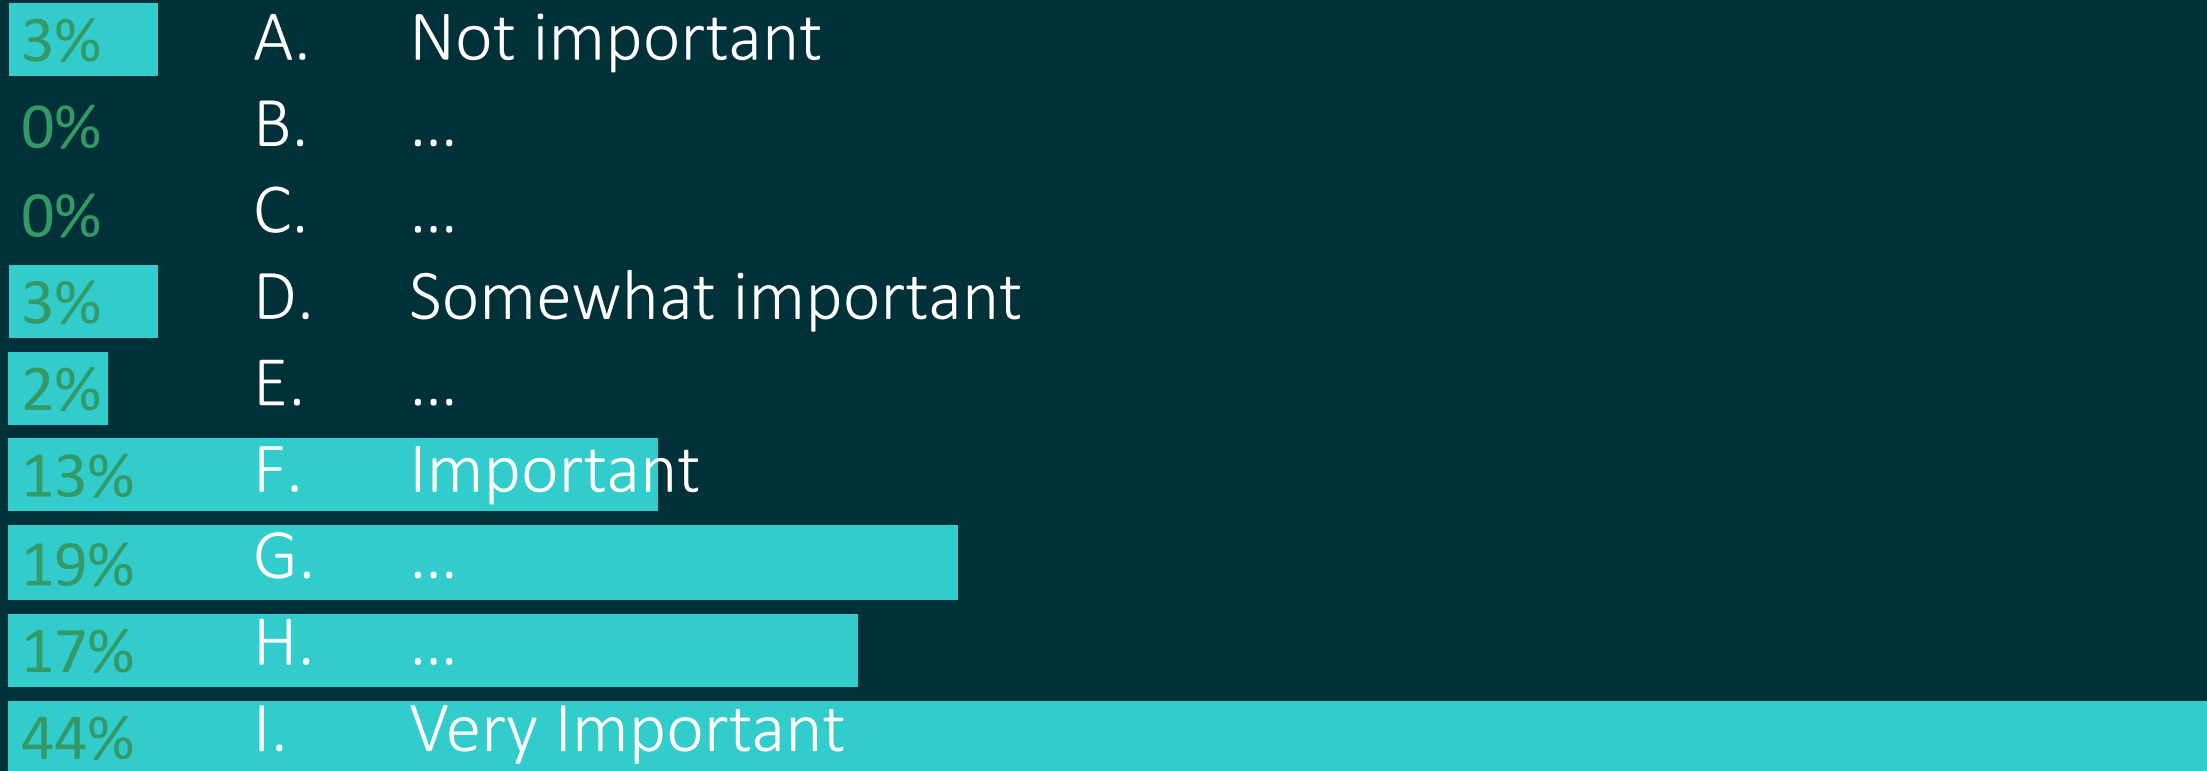 3% A. Not important
0% B. ...
0% C. ...
3% D. Somewhat important
2% E. ...
13% F. Important
19% G. ...
17% H. ...
44% I. Very Important